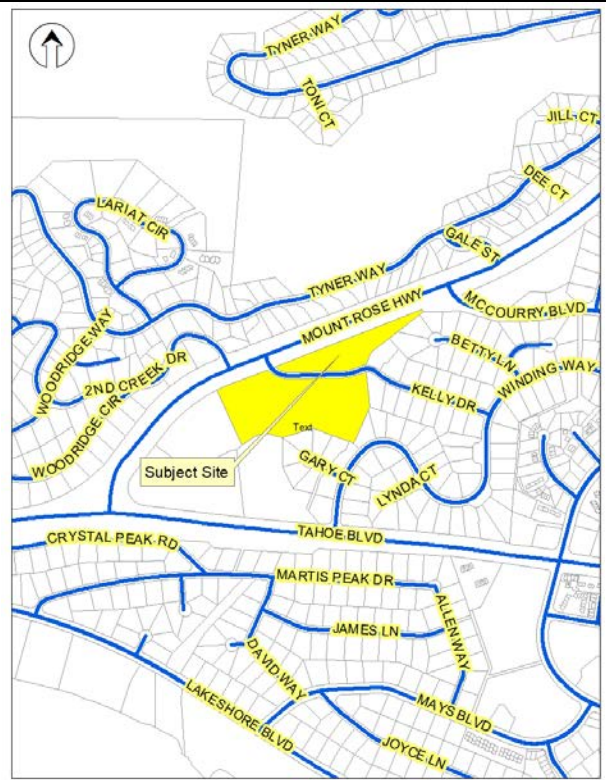 TYNER WAY
TONI CT
JILL CT
DEE CT
LARIAT CIR
GALE ST
TYNER WAY
MOUNT ROSE HWY
MCCOURRY BLVD
WOODRIDGE WAY
2ND CREEK DR
BETTY LN
WINDING WAY
KELLY DR
WOODRIDGE CIR
Text
Subject Site
GARY CT
LYNDA CT
TAHOE BLVD
CRYSTAL PEAK RD
MARTIS PEAK DR
ALLEN WAY
JAMES LN
DAVID WAY
LAKESHORE BLVD
MAYS BLVD
JOYCE LN